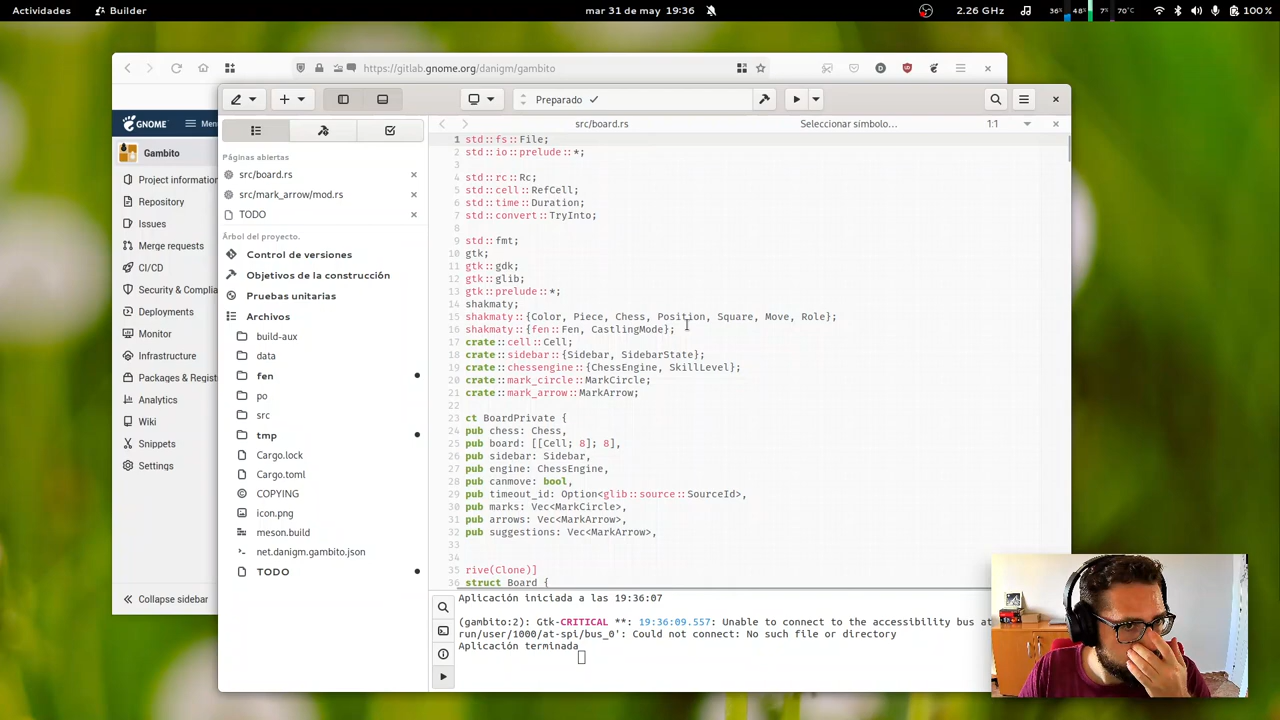 Actividades
Builder
mar 31 de may 19:36
2.26 GHz
36%
48%
7%
70°C
100 %
https://gitlab.gnome.org/danigm/gambito
GNOME
Men
Gambito
Project information
Repository
Issues
Merge requests
CI/CD
Security & Complia
Deployments
Monitor
Infrastructure
Packages & Regist
Analytics
Wiki
Snippets
Settings
Collapse sidebar
Preparado
Páginas abiertas
src/board.rs
src/mark_arrow/mod.rs
TODO
Árbol del proyecto.
Control de versiones
Objetivos de la construcción
Pruebas unitarias
Archivos
build-aux
data
fen
po
src
tmp
Cargo.lock
Cargo.toml
COPYING
icon.png
meson.build
net.danigm.gambito.json
TODO
src/board.rs
Seleccionar símbolo…
1:1
1 std::fs::File;
2 std::io::prelude::*;
3
4 std::rc::Rc;
5 std::cell::RefCell;
6 std::time::Duration;
7 std::convert::TryInto;
8
9 std::fmt;
10 gtk;
11 gtk::gdk;
12 gtk::glib;
13 gtk::prelude::*;
14 shakmaty;
15 shakmaty::{Color, Piece, Chess, Position, Square, Move, Role};
16 shakmaty::{fen::Fen, CastlingMode};
17 crate::cell::Cell;
18 crate::sidebar::{Sidebar, SidebarState};
19 crate::chessengine::{ChessEngine, SkillLevel};
20 crate::mark_circle::MarkCircle;
21 crate::mark_arrow::MarkArrow;
22
23 ct BoardPrivate {
24 pub chess: Chess,
25 pub board: [[Cell; 8]; 8],
26 pub sidebar: Sidebar,
27 pub engine: ChessEngine,
28 pub canmove: bool,
29 pub timeout_id: Option<glib::source::SourceId>,
30 pub marks: Vec<MarkCircle>,
31 pub arrows: Vec<MarkArrow>,
32 pub suggestions: Vec<MarkArrow>,
33
34
35 rive(Clone)]
36 struct Board {
Aplicación iniciada a las 19:36:07
(gambito:2): Gtk-CRITICAL **: 19:36:09.557: Unable to connect to the accessibility bus at
run/user/1000/at-spi/bus_0': Could not connect: No such file or directory
Aplicación terminada